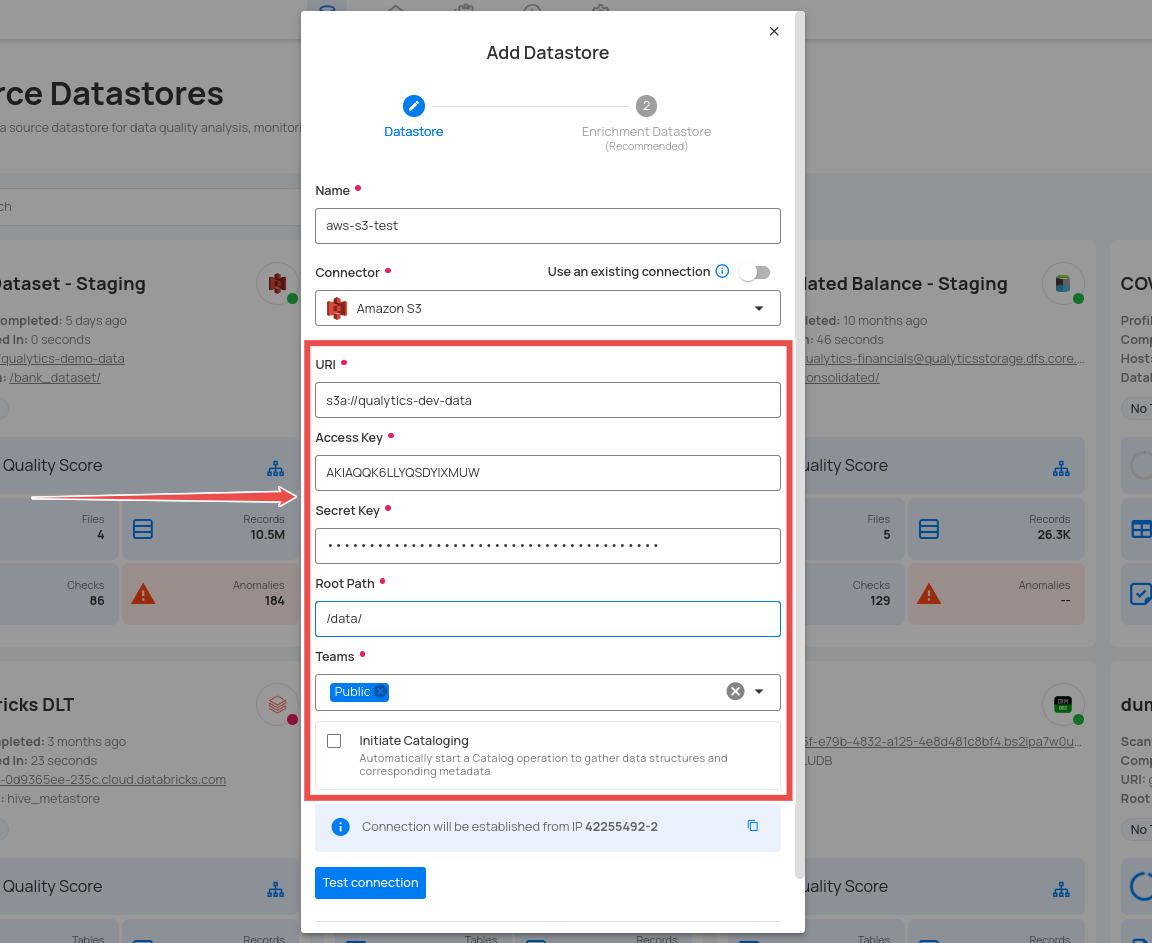 Add Datastore
2
Datastore
Enrichment Datastore
(Recommended)
rce Datastores
a source datastore for data quality analysis, monitori
ch
Name
aws-s3-test
Connector
Use an existing connection
Amazon S3
URI
s3a://qualytics-dev-data
Access Key
AKIAQQK6LLYQSDYIXMUW
Secret Key
Root Path
/data/
Teams
Public
Initiate Cataloging
Automatically start a Catalog operation to gather data structures and
corresponding metadata
Connection will be established from IP 42255492-2
Test connection
ataset - Staging
ompleted: 5 days ago
ed In: 0 seconds
/qualytics-demo-data
: /bank_dataset/
Quality Score
Files
4
Records
10.5M
Checks
86
Anomalies
184
ricks DLT
pleted: 3 months ago
ed In: 23 seconds
-0d9365ee-235c.cloud.databricks.com
: hive_metastore
Quality Score
Tables
Records
Tables
Records
lated Balance - Staging
leted: 10 months ago
n: 46 seconds
ualytics-financials@qualyticsstorage.dfs.core....
onsolidated/
uality Score
Files
5
Records
26.3K
Checks
129
Anomalies
--
5f-e79b-4832-a125-4e8d481c8bf4.bs2ipa7w0u...
LUDB
uality Score
Tables
Records
COV
Profil
Comp
Host:
Datal
No T
dum
Scan
Comp
URI: g
Root
No T